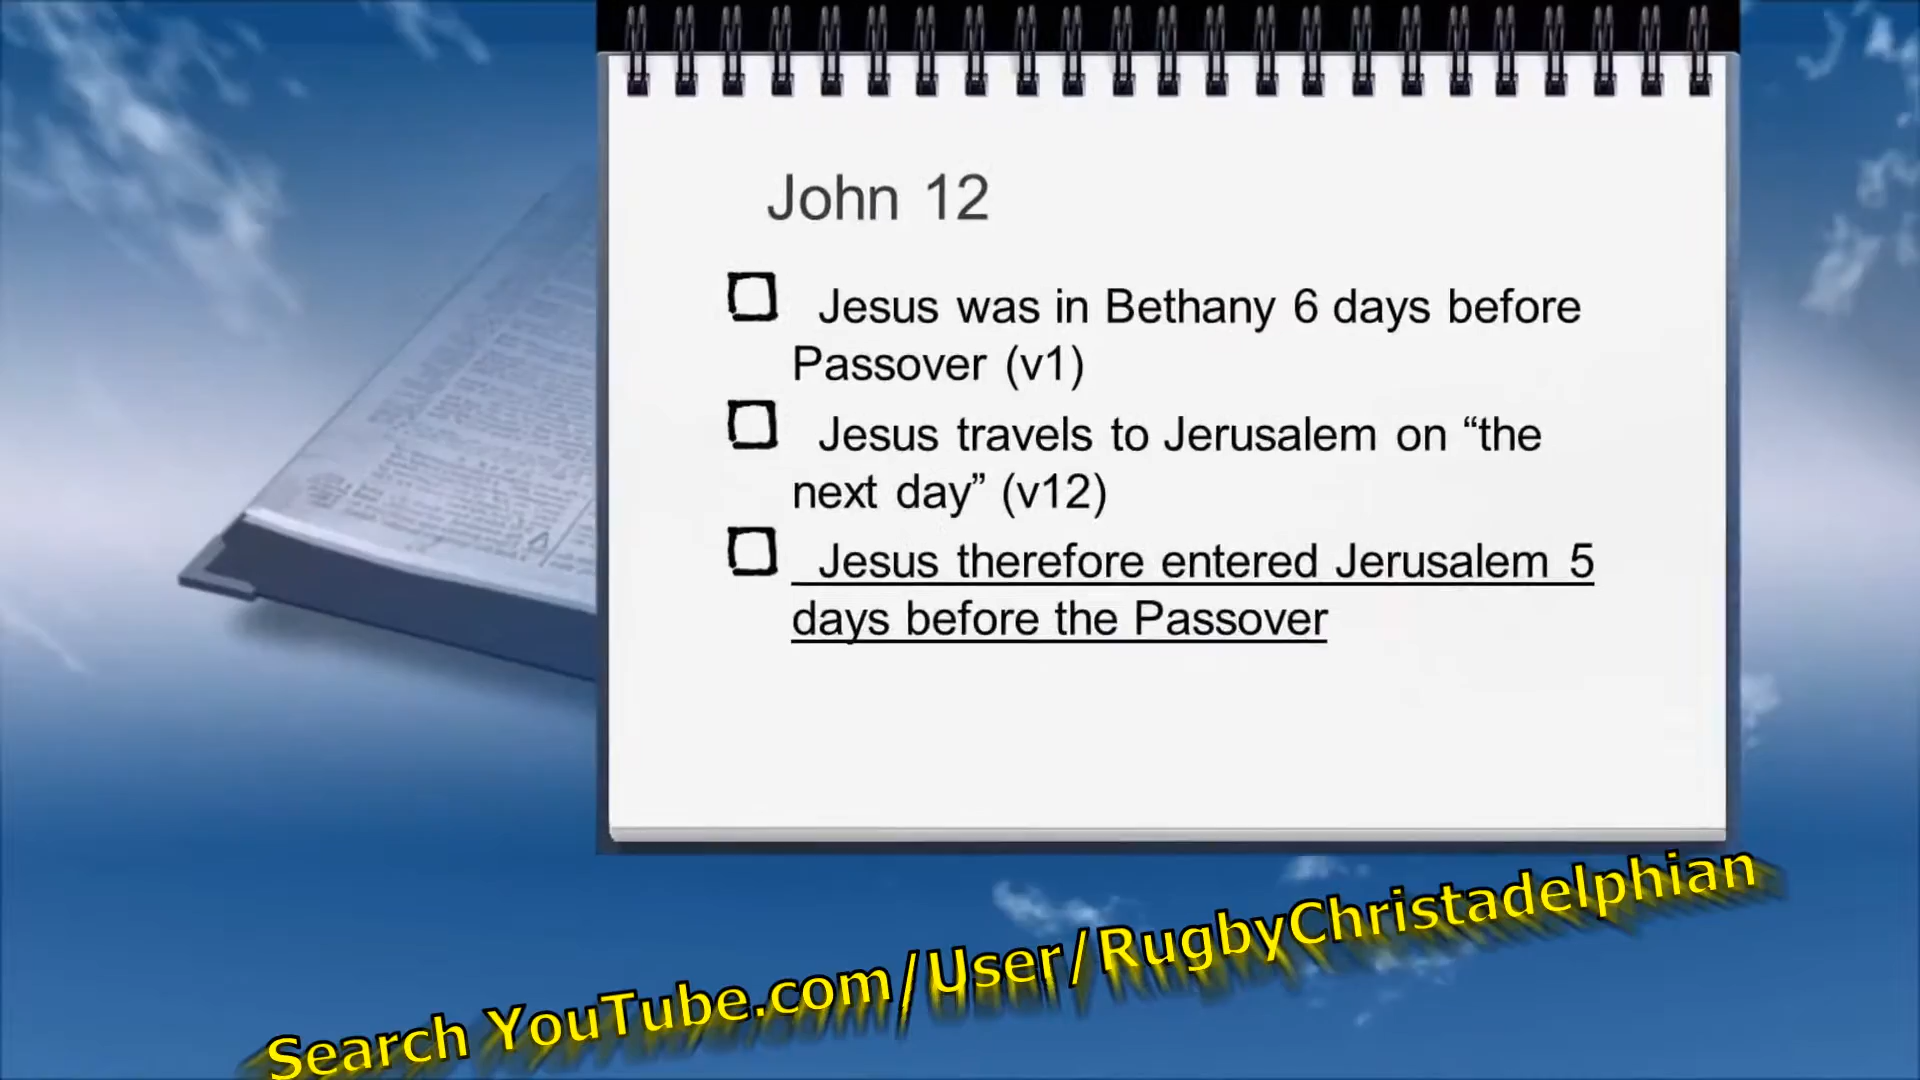 John 12
Jesus was in Bethany 6 days before
Passover (v1)
Jesus travels to Jerusalem on “the
next day” (v12)
Jesus therefore entered Jerusalem 5
days before the Passover
Search YouTube.com/User/RugbyChristadelphian